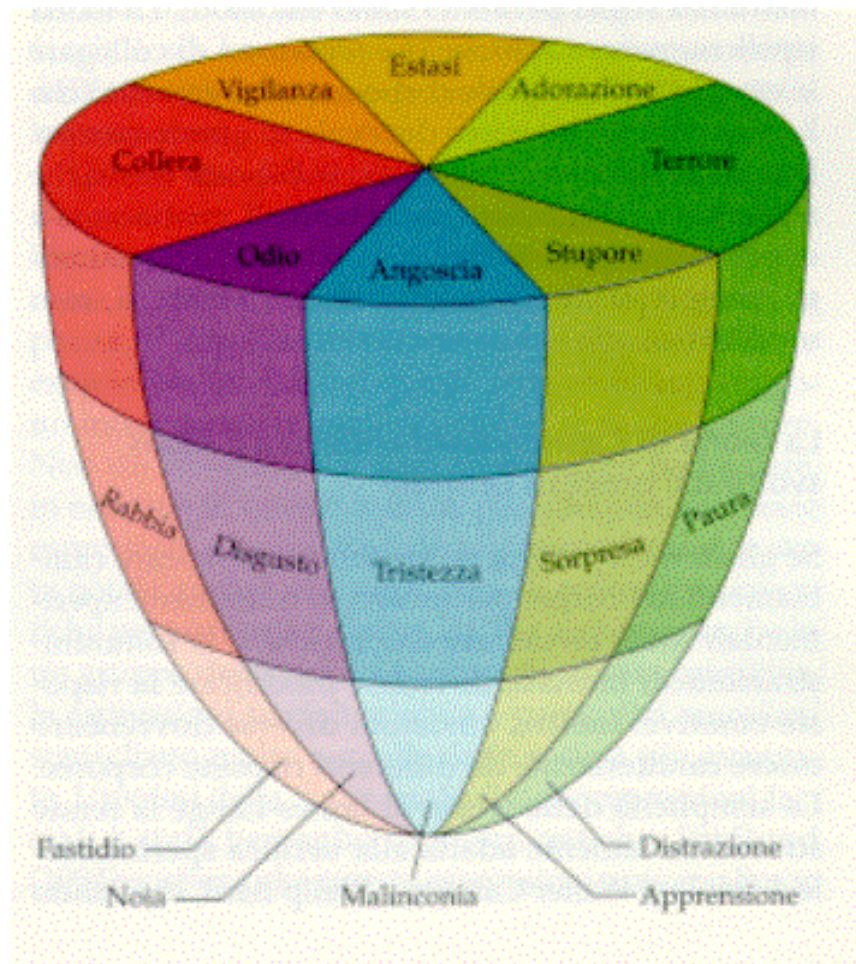 Estasi
Vigilanza
Adorazione
Collera
Terrore
Odio
Angoscia
Stupore
Rabbia
Disgusto
Tristezza
Sorpresa
Paura
Fastidio
Distrazione
Noia
Malinconia
Apprensione